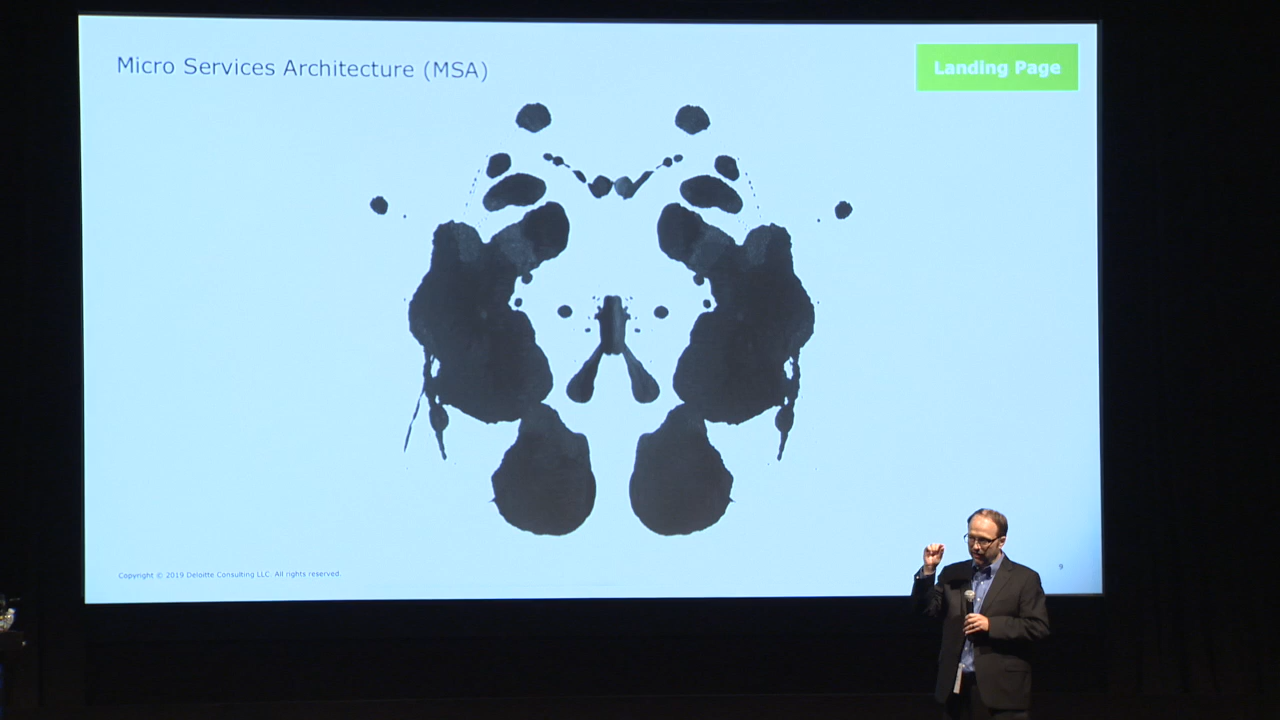 Micro Services Architecture (MSA)
Landing Page
Copyright © 2019 Deloitte Consulting LLC. All rights reserved.
9